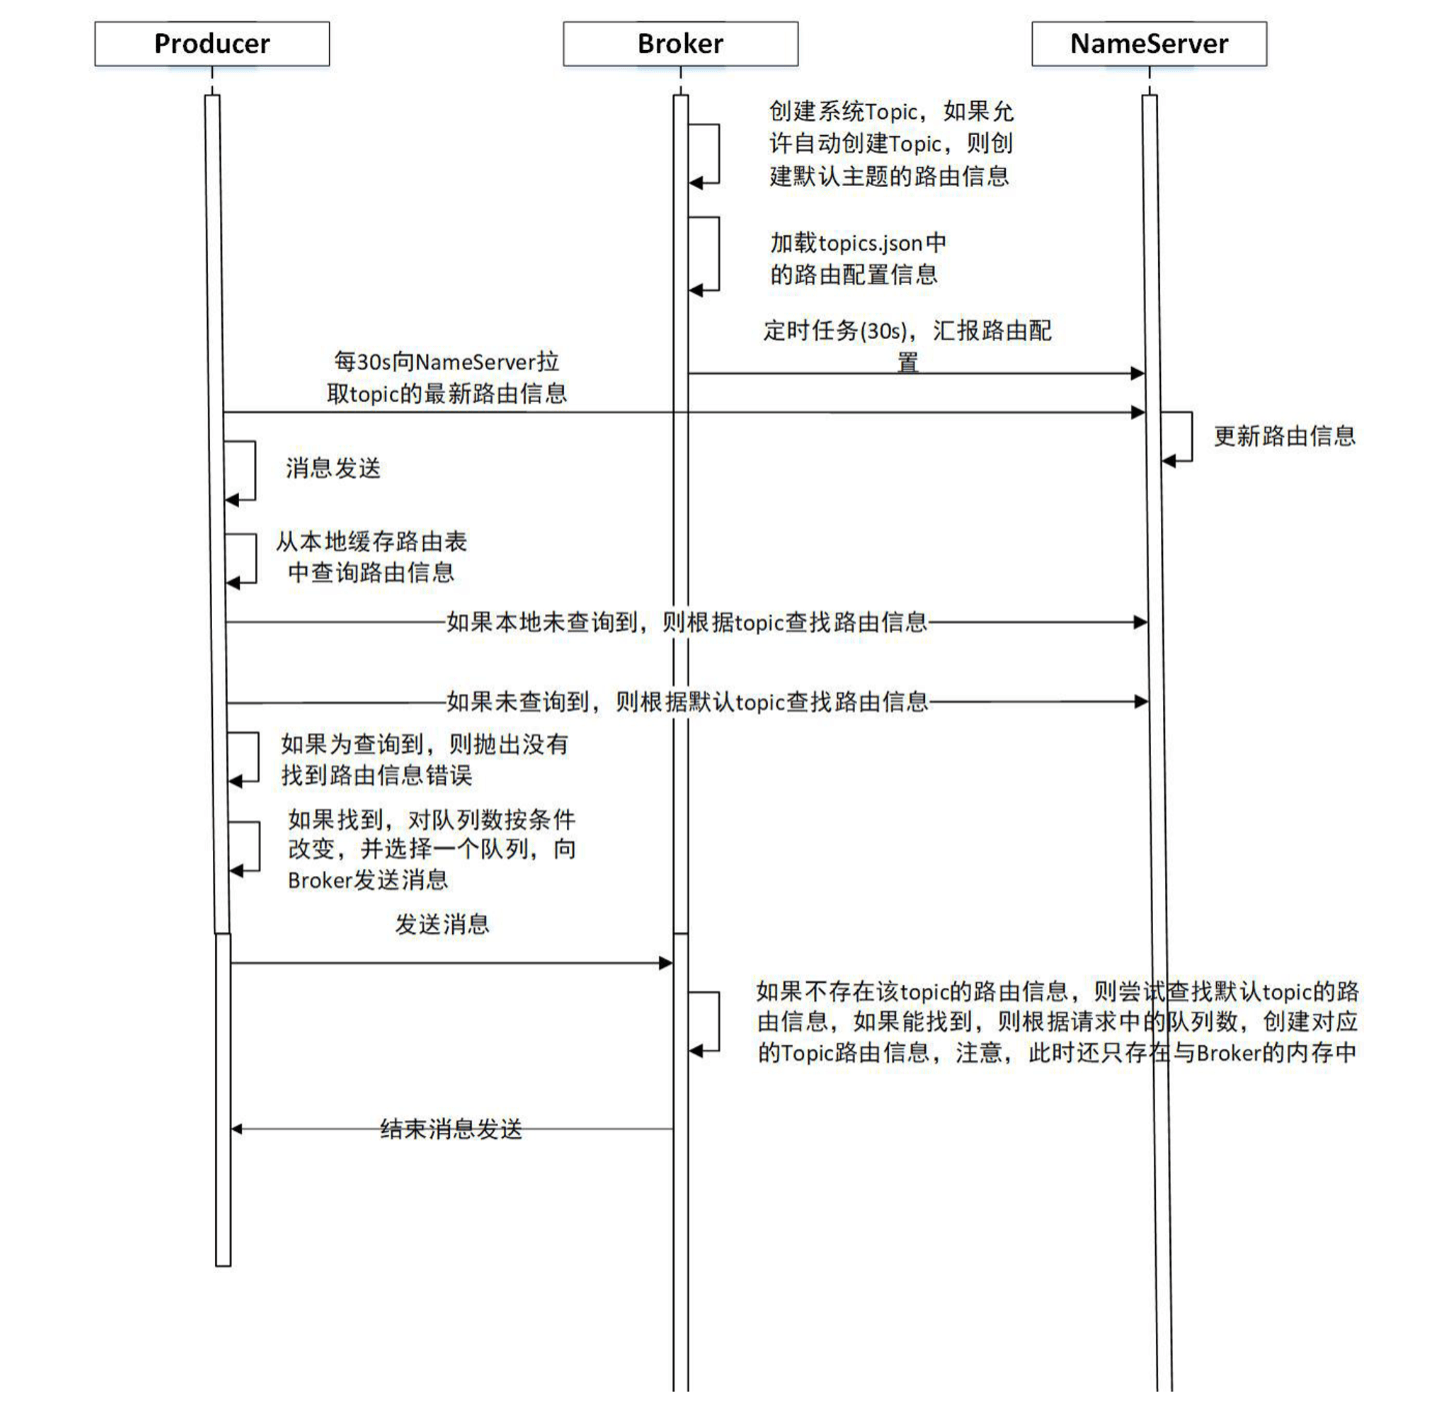 Producer
Broker
NameServer
创建系统Topic，如果允
许自动创建Topic，则创
建默认主题的路由信息
加载topics.json中
的路由配置信息
定时任务(30s)，汇报路由配
置
每30s向NameServer拉
取topic的最新路由信息
更新路由信息
消息发送
从本地缓存路由表
中查询路由信息
如果本地未查询到，则根据topic查找路由信息
如果未查询到，则根据默认topic查找路由信息
如果为查询到，则抛出没有
找到路由信息错误
如果找到，对队列数按条件
改变，并选择一个队列，向
Broker发送消息
发送消息
如果不存在该topic的路由信息，则尝试查找默认topic的路
由信息，如果能找到，则根据请求中的队列数，创建对应
的Topic路由信息，注意，此时还只存在与Broker的内存中
结束消息发送